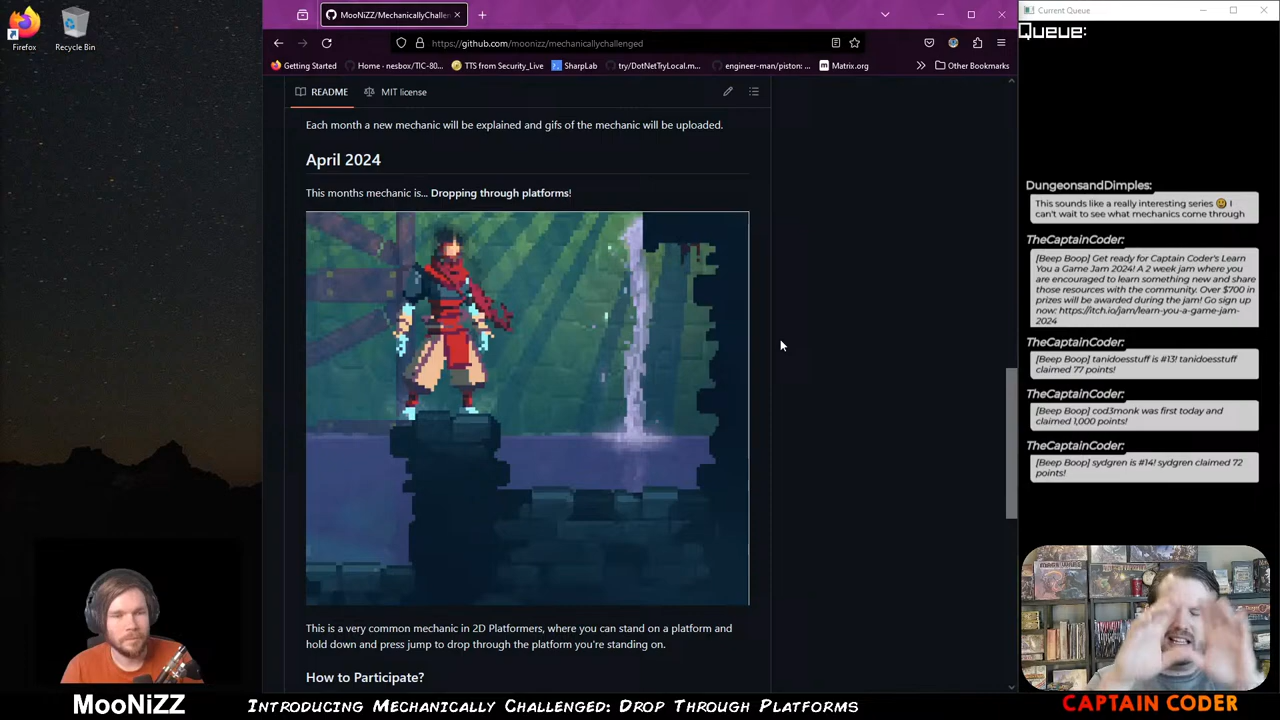 Firefox
Recycle Bin
MooNiZZ/MechanicallyChallen
https://github.com/moonizz/mechanicallychallenged
Getting Started
Home - nesbox/TIC-80...
TTS from Security_Live
SharpLab
try/DotNetTryLocal.m...
engineer-man/piston: ...
Matrix.org
Other Bookmarks
README
MIT license
Each month a new mechanic will be explained and gifs of the mechanic will be uploaded.
April 2024
This months mechanic is... Dropping through platforms!
This is a very common mechanic in 2D Platformers, where you can stand on a platform and
hold down and press jump to drop through the platform you're standing on.
How to Participate?
Current Queue
Queue:
DungeonsandDimples:
This sounds like a really interesting series 😃 I
can't wait to see what mechanics come through
TheCaptainCoder:
[Beep Boop] Get ready for Captain Coder's Learn
You a Game Jam 2024! A 2 week jam where you
are encouraged to learn something new and share
those resources with the community. Over $700 in
prizes will be awarded during the jam! Go sign up
now: https://itch.io/jam/learn-you-a-game-jam-
2024
TheCaptainCoder:
[Beep Boop] tanidoesstuff is #13! tanidoesstuff
claimed 77 points!
TheCaptainCoder:
[Beep Boop] cod3monk was first today and
claimed 1,000 points!
TheCaptainCoder:
[Beep Boop] sydgren is #14! sydgren claimed 72
points!
MooNiZZ
Introducing Mechanically Challenged: Drop Through Platforms
Captain Coder